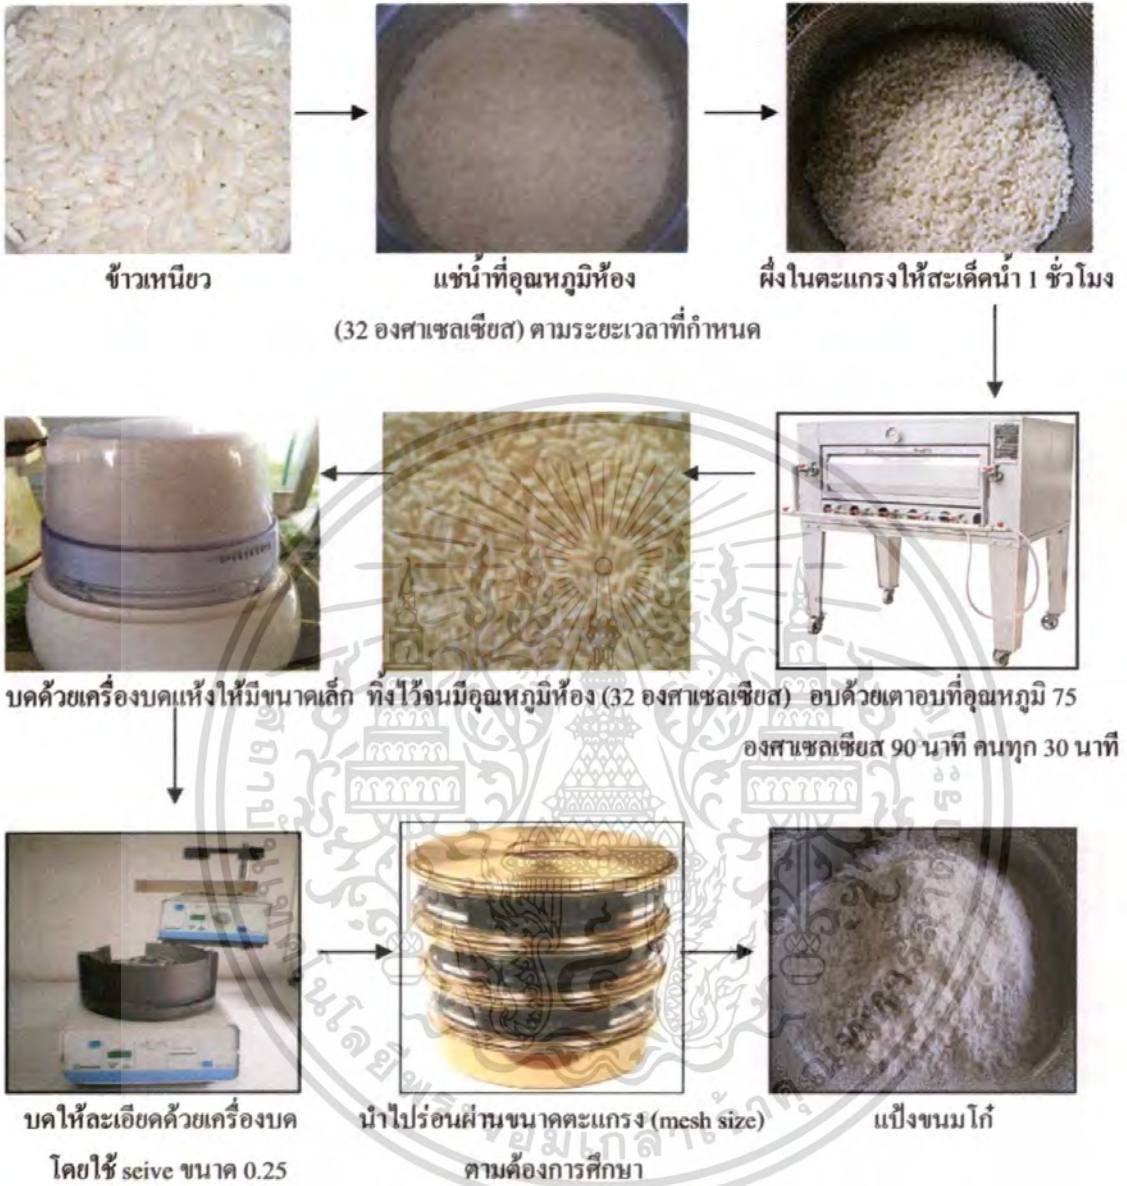 ข้าวเหนียว
แช่น้ำที่อุณหภูมิห้อง
(32 องศาเซลเซียส) ตามระยะเวลาที่กำหนด
ผึ่งในตะแกรงให้สะเด็ดน้ำ 1 ชั่วโมง
อบด้วยเตาอบที่อุณหภูมิ 75
องศาเซลเซียส 90 นาที คนทุก 30 นาที
ทิ้งไว้จนมีอุณหภูมิห้อง (32 องศาเซลเซียส)
บดด้วยเครื่องบดแห้งให้มีขนาดเล็ก
บดให้ละเอียดด้วยเครื่องบด
โดยใช้ seive ขนาด 0.25
นำไปร่อนผ่านขนาดตะแกรง (mesh size)
ตามต้องการศึกษา
แป้งขนมโก๋